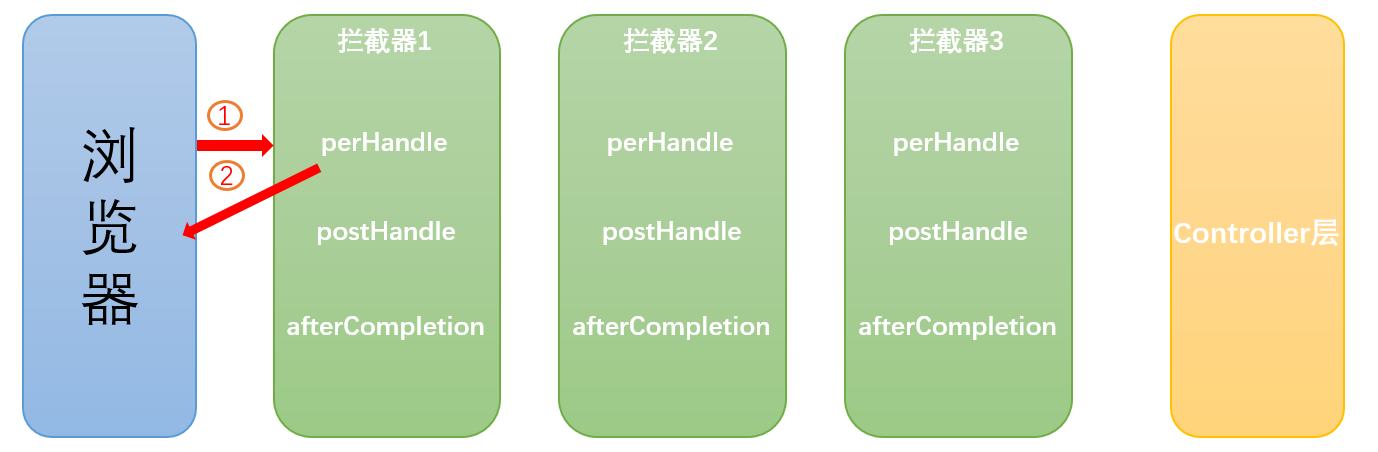 浏
览
器
①
②
拦截器1
perHandle
postHandle
afterCompletion
拦截器2
perHandle
postHandle
afterCompletion
拦截器3
perHandle
postHandle
afterCompletion
Controller层